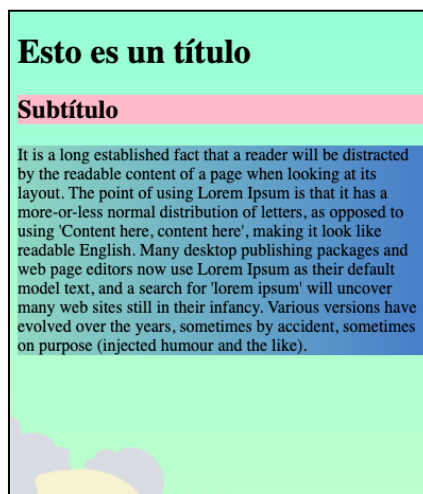 Esto es un título
Subtítulo
It is a long established fact that a reader will be distracted
by the readable content of a page when looking at its
layout. The point of using Lorem Ipsum is that it has a
more-or-less normal distribution of letters, as opposed to
using 'Content here, content here', making it look like
readable English. Many desktop publishing packages and
web page editors now use Lorem Ipsum as their default
model text, and a search for 'lorem ipsum' will uncover
many web sites still in their infancy. Various versions have
evolved over the years, sometimes by accident, sometimes
on purpose (injected humour and the like).